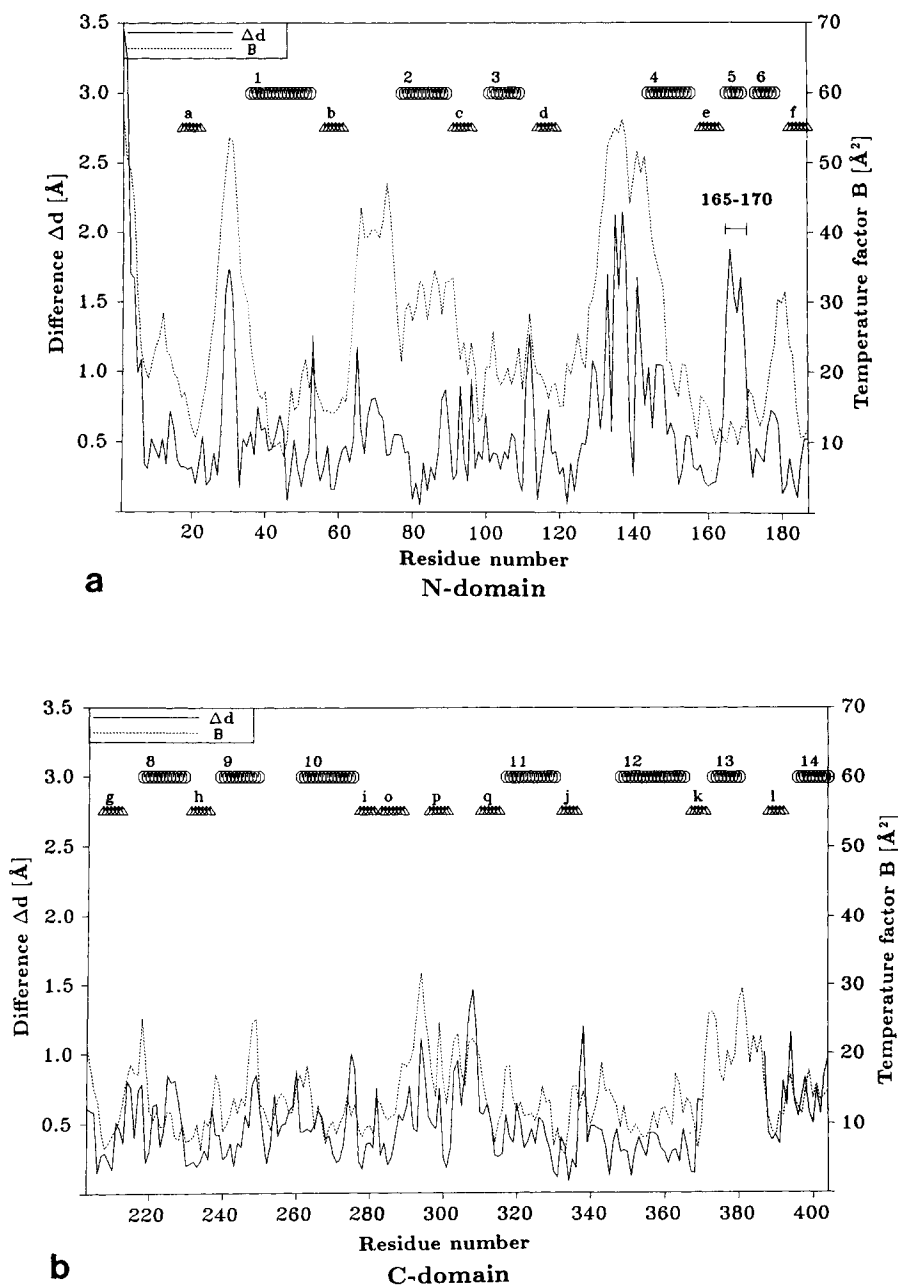 Δd
B
3.5
3.0
2.5
2.0
1.5
1.0
0.5
Difference Δd [Å]
70
60
50
40
30
20
10
Temperature factor B [Å²]
1 2 3 4 5 6
a b c d e f
165-170
20 40 60 80 100 120 140 160 180
Residue number
a
N-domain
Δd
B
3.5
3.0
2.5
2.0
1.5
1.0
0.5
Difference Δd [Å]
70
60
50
40
30
20
10
Temperature factor B [Å²]
8 9 10 11 12 13 14
g h i o p q j k l
220 240 260 280 300 320 340 360 380 400
Residue number
b
C-domain